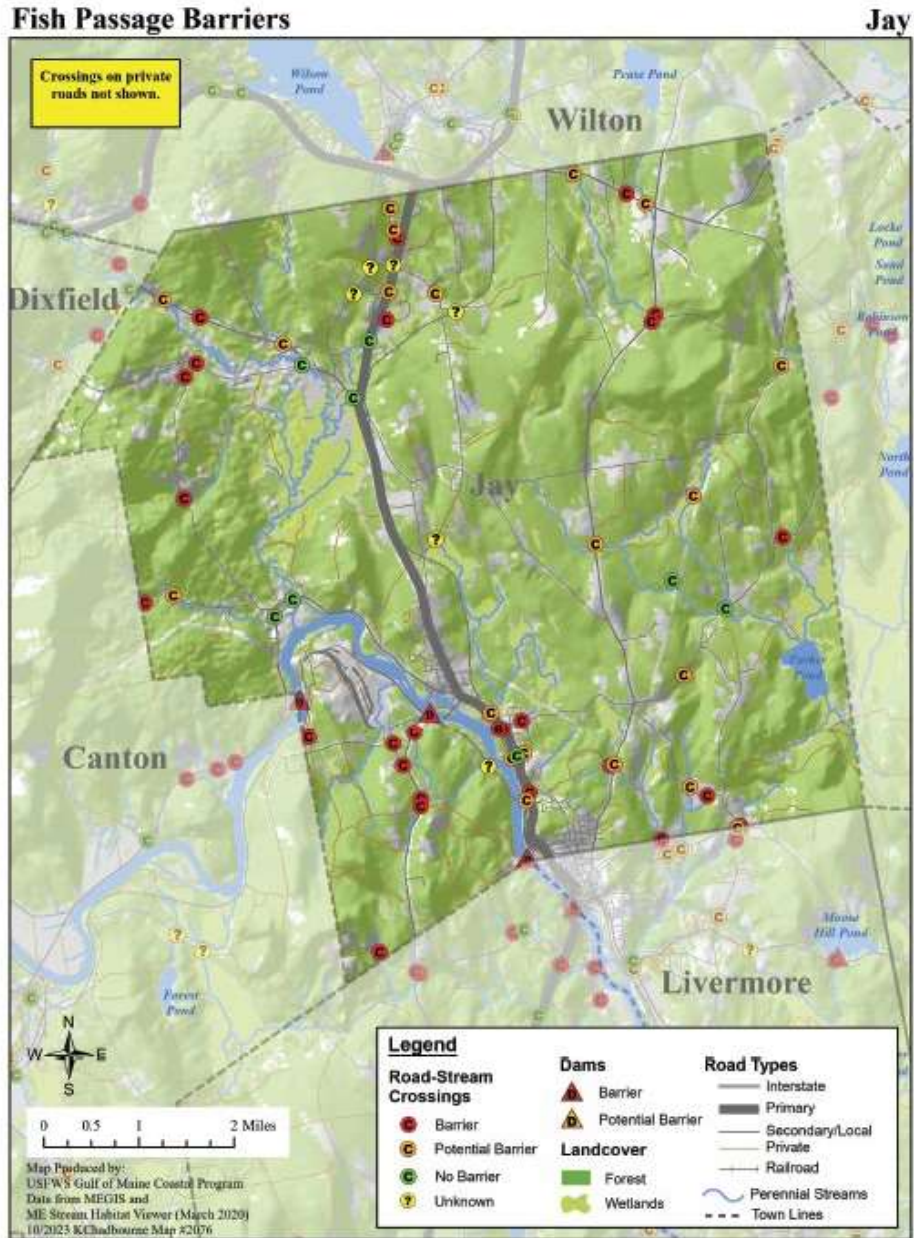 Fish Passage Barriers
Jay
Crossings on private
roads not shown.
Wilson
Pond
Pease Pond
Wilton
Locke
Pond
Sand
Pond
Robinson
Pond
Dixfield
North
Pond
Jay
Parker
Pond
Canton
Moose
Hill Pond
Livermore
Forest
Pond
N
W
E
S
0 0.5 1 2 Miles
Map Produced by:
USFWS Gulf of Maine Coastal Program
Data from MEGIS and
ME Stream Habitat Viewer (March 2020)
10/2023 KChadbourne Map #2076
Legend
Road-Stream
Crossings
C Barrier
C Potential Barrier
C No Barrier
? Unknown
Dams
D Barrier
D Potential Barrier
Landcover
Forest
Wetlands
Road Types
Interstate
Primary
Secondary/Local
Private
Railroad
Perennial Streams
Town Lines